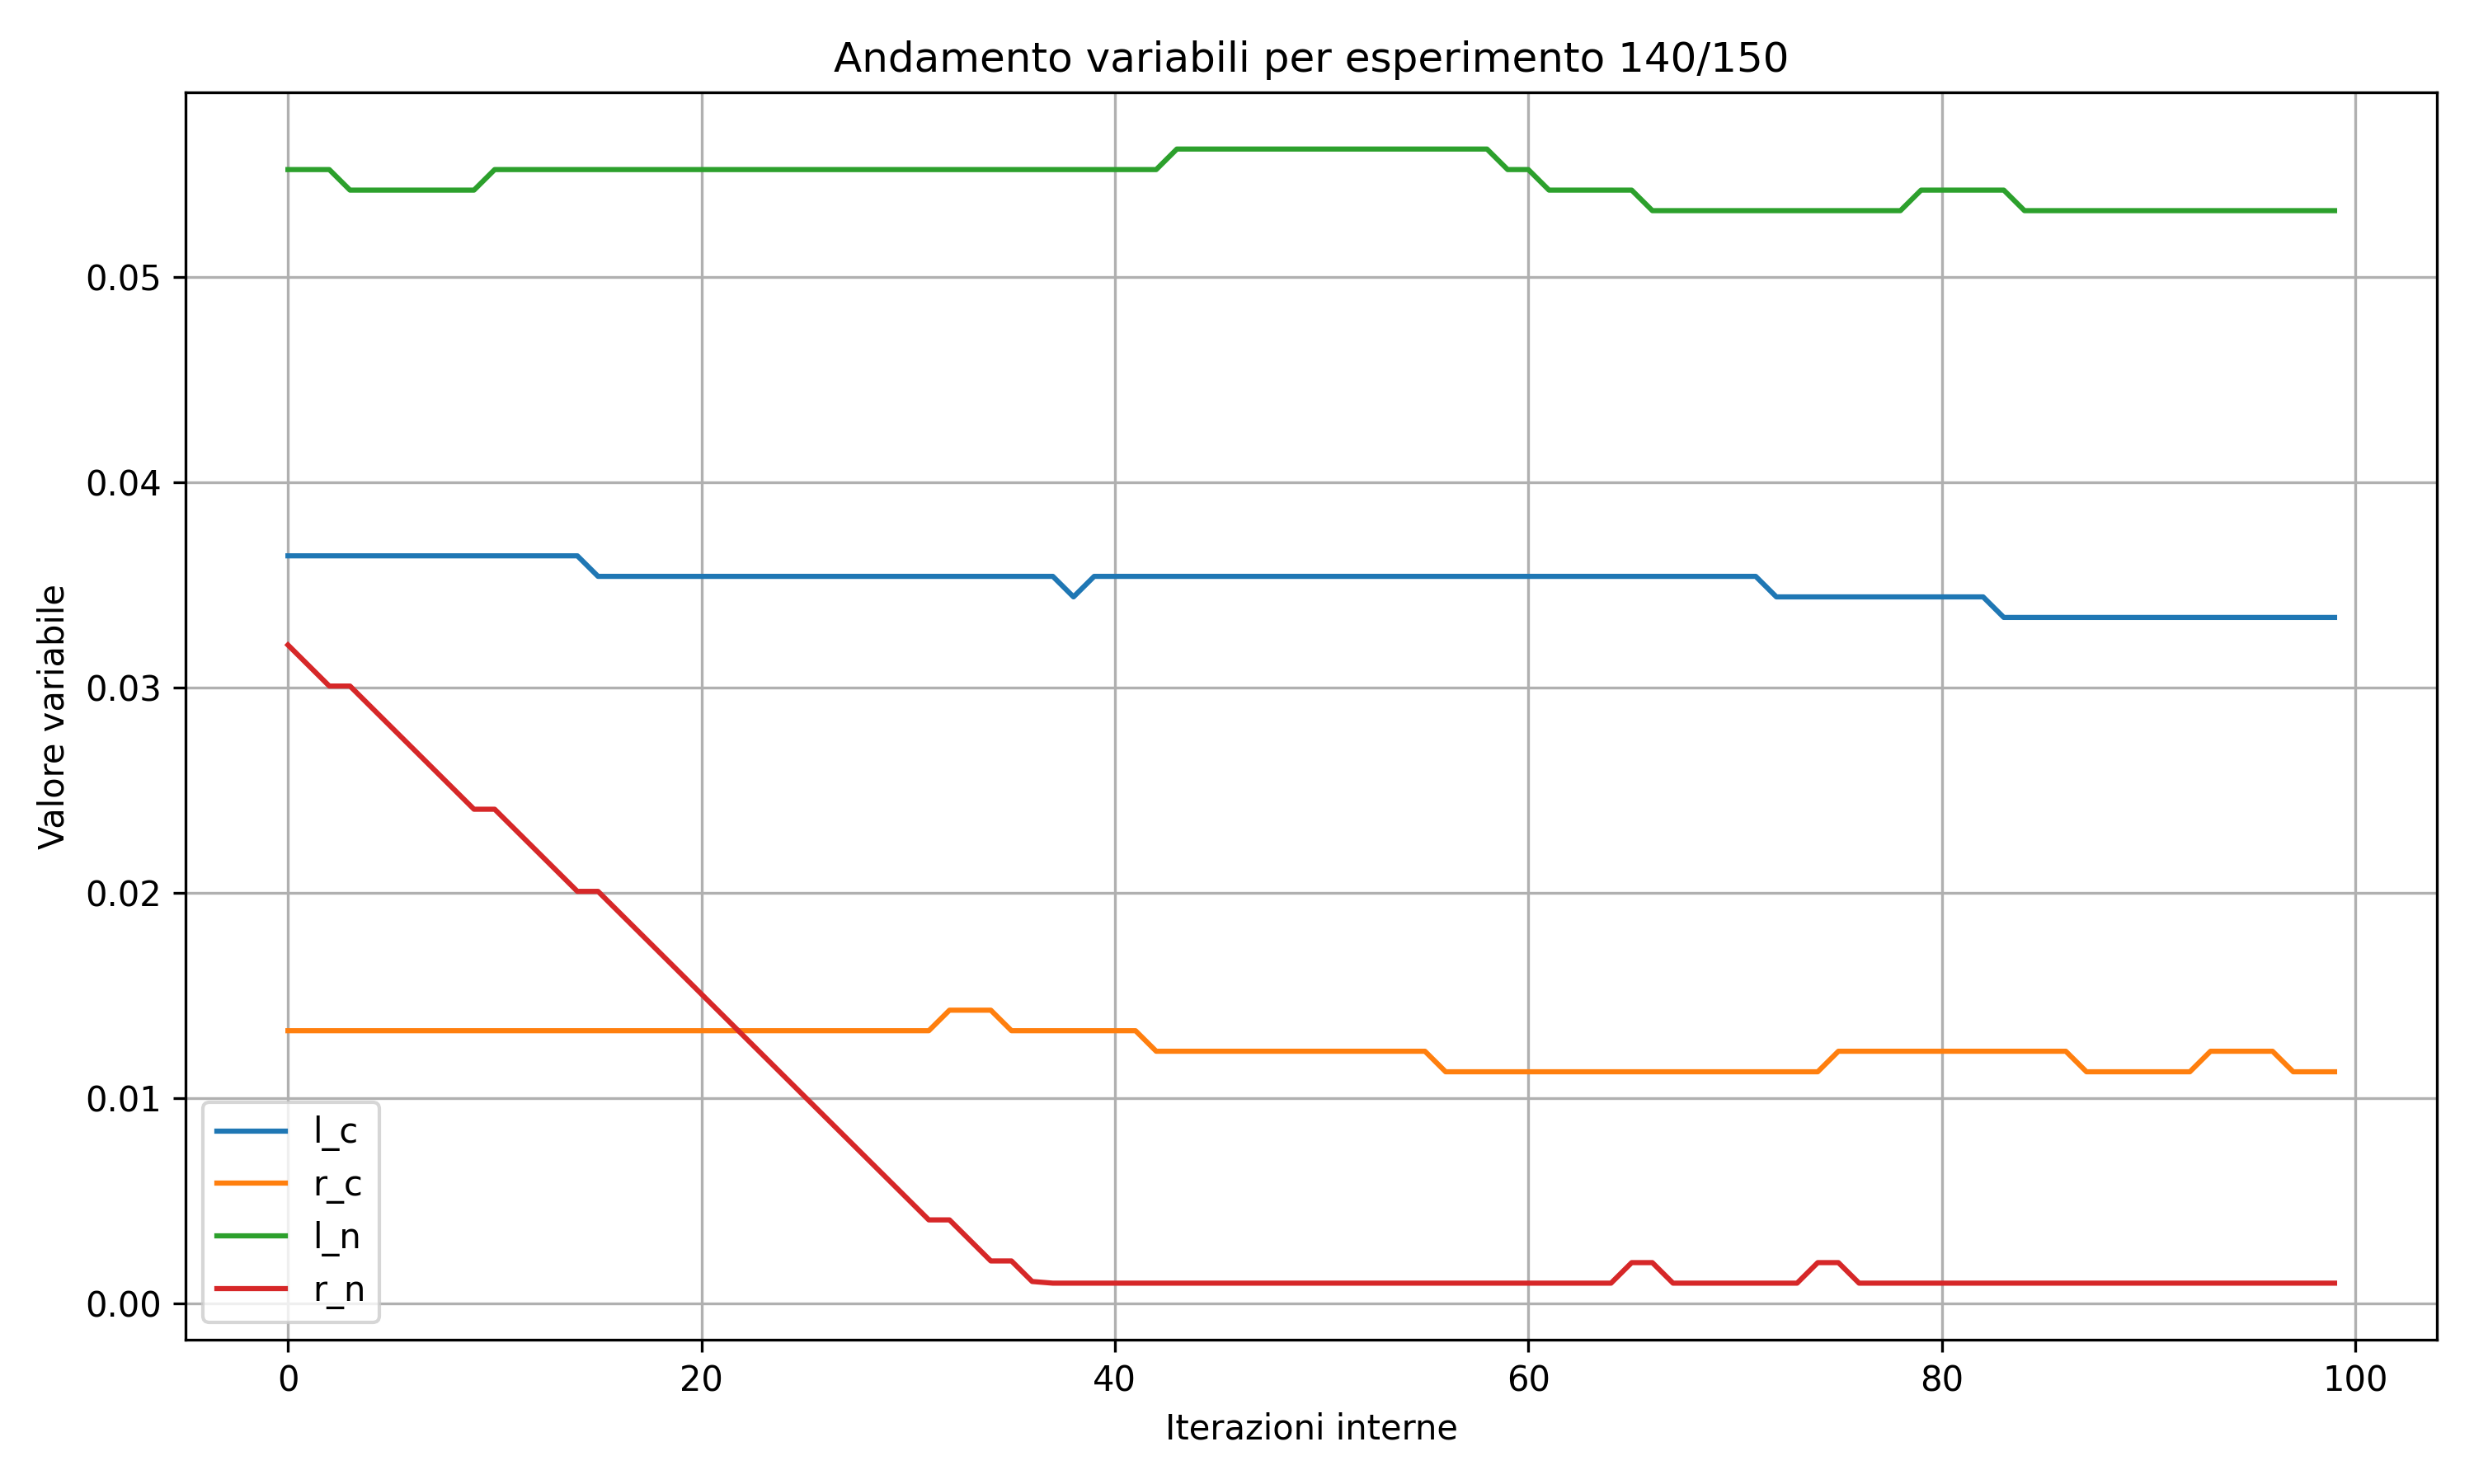 Andamento variabili per esperimento 140/150
Valore variabile
0.05
0.04
0.03
0.02
0.01
0.00
l_c
r_c
l_n
r_n
0 20 40 60 80 100
Iterazioni interne